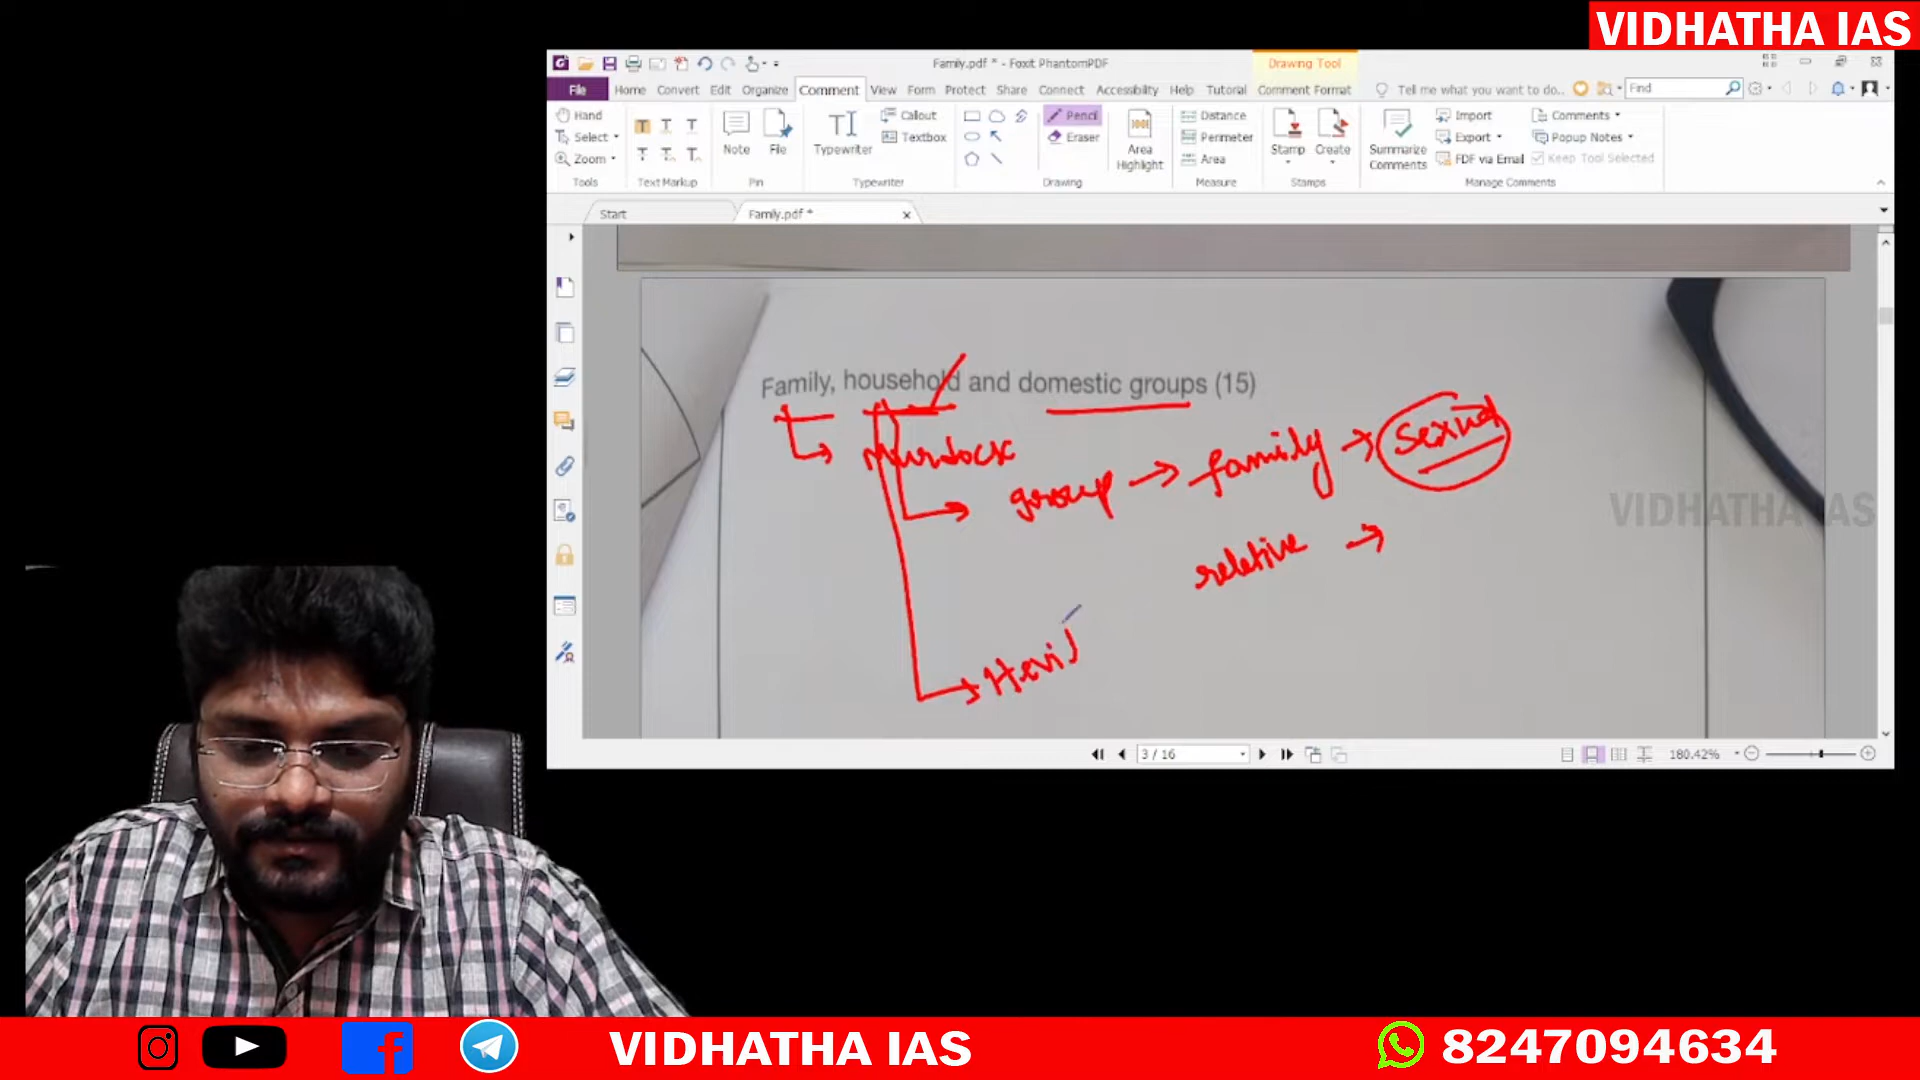 VIDHATHA IAS
Family.pdf * - Foxit PhantomPDF
Drawing Tool
File
Home
Convert
Edit
Organize
Comment
View
Form
Protect
Share
Connect
Accessibility
Help
Tutorial
Comment Format
Tell me what you want to do..
Find
Hand
Select
Zoom
Tools
Text Markup
Note
File
Pin
Typewriter
Callout
Textbox
Typewriter
Pencil
Eraser
Area Highlight
Drawing
Distance
Perimeter
Area
Measure
Stamp
Create
Stamps
Summarize Comments
Import
Export
FDF via Email
Comments
Popup Notes
Keep Tool Selected
Manage Comments
Start
Family.pdf *
Family, household and domestic groups (15)
Murdock
group → family → sexual
relative →
VIDHATHA IAS
3 / 16
180.42%
VIDHATHA IAS
8247094634